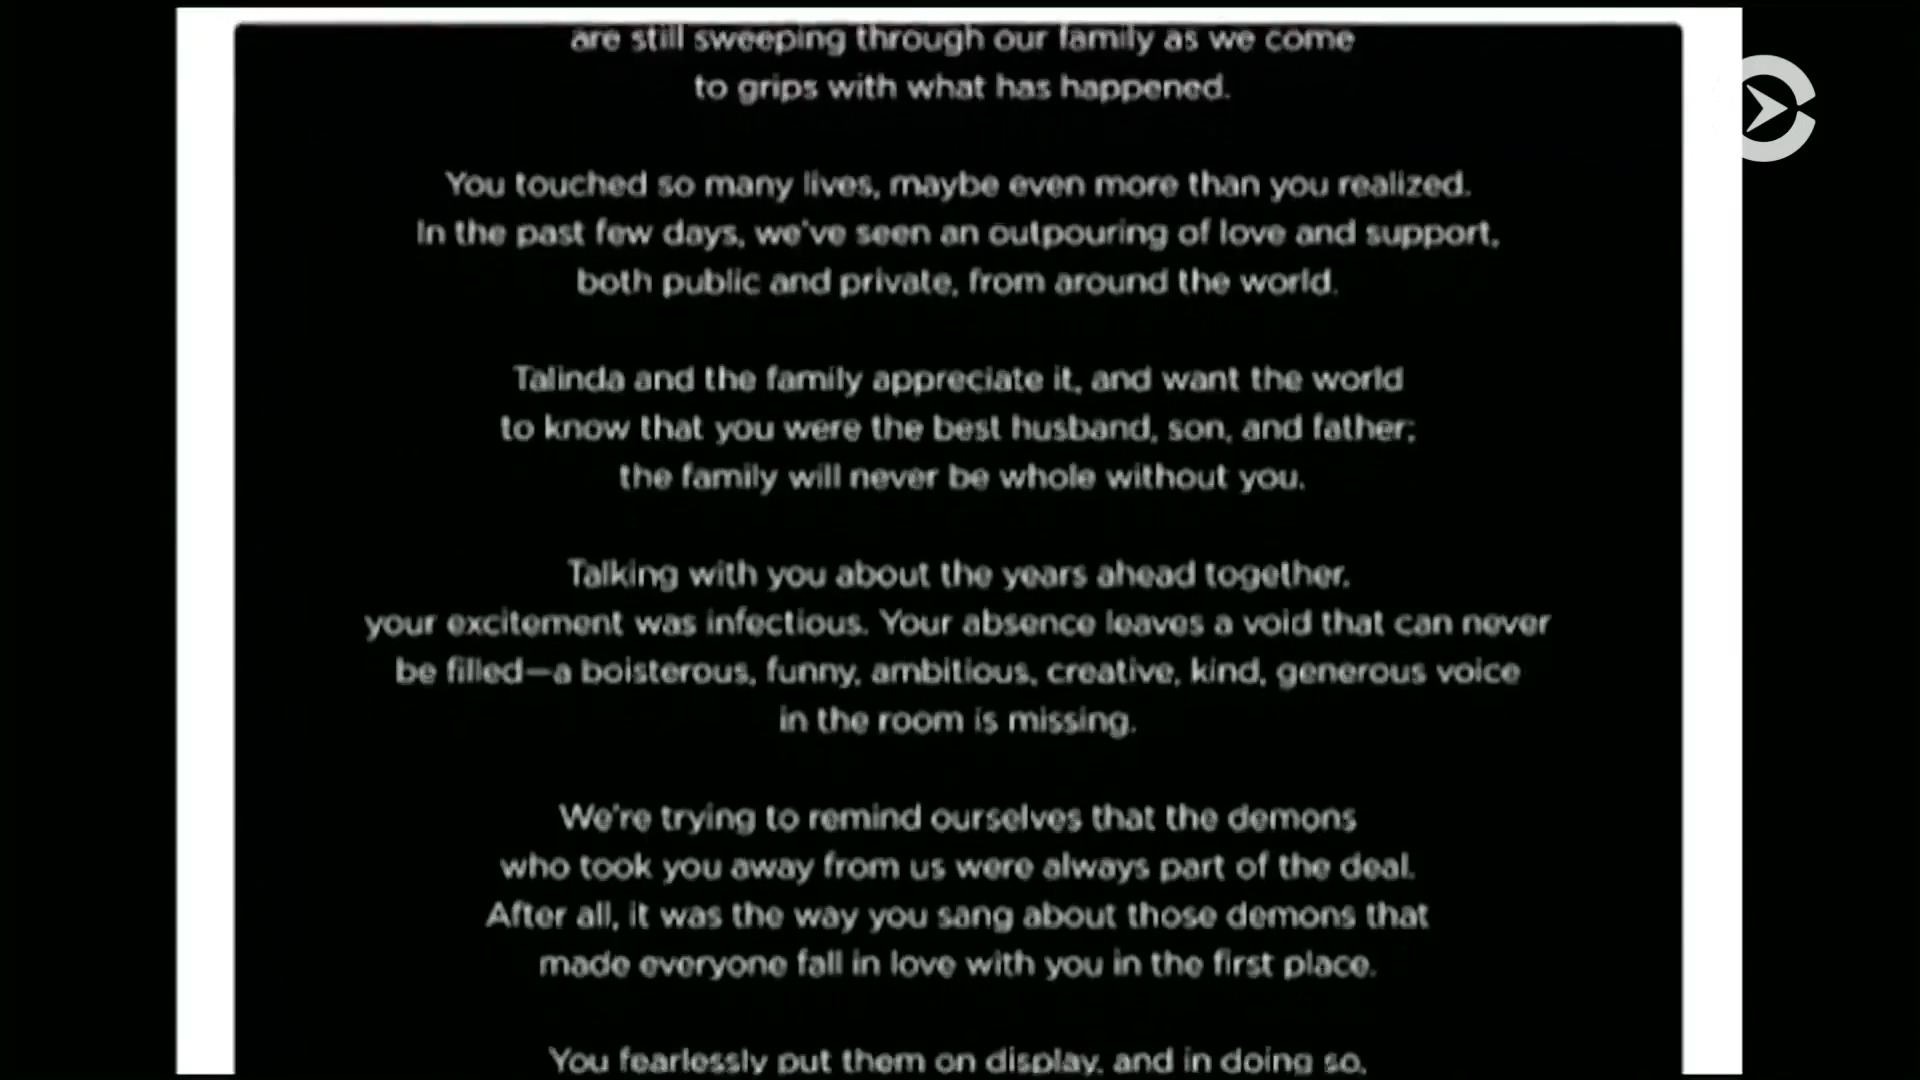 are still sweeping through our family as we come
to grips with what has happened.
You touched so many lives, maybe even more than you realized.
In the past few days, we've seen an outpouring of love and support,
both public and private, from around the world.
Talinda and the family appreciate it, and want the world
to know that you were the best husband, son, and father;
the family will never be whole without you.
Talking with you about the years ahead together,
your excitement was infectious. Your absence leaves a void that can never
be filled—a boisterous, funny, ambitious, creative, kind, generous voice
in the room is missing.
We're trying to remind ourselves that the demons
who took you away from us were always part of the deal.
After all, it was the way you sang about those demons that
made everyone fall in love with you in the first place.
You fearlessly put them on display, and in doing so,